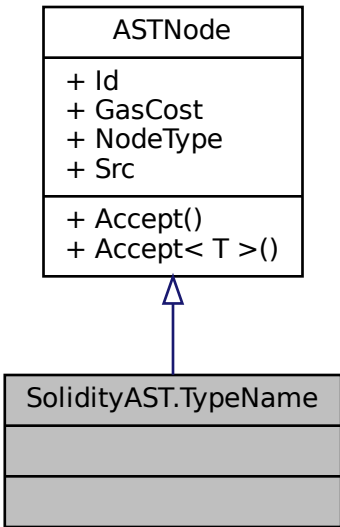 ASTNode
+ Id
+ GasCost
+ NodeType
+ Src
+ Accept()
+ Accept< T >()
SolidityAST.TypeName